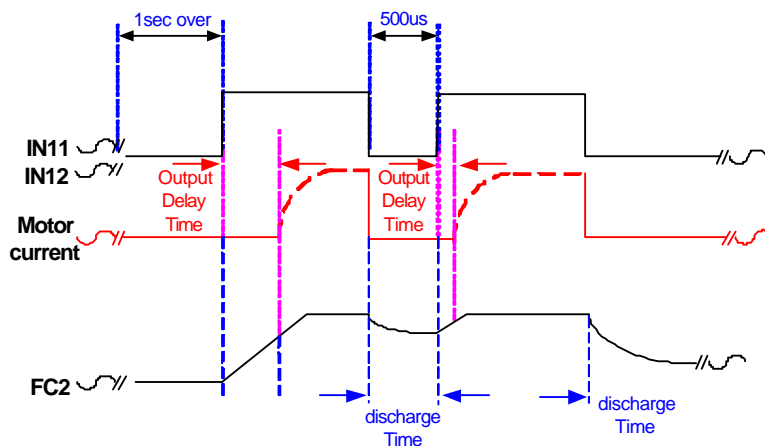 1sec over
500us
IN11
IN12
Output
Delay
Time
Output
Delay
Time
Motor
current
FC2
discharge
Time
discharge
Time